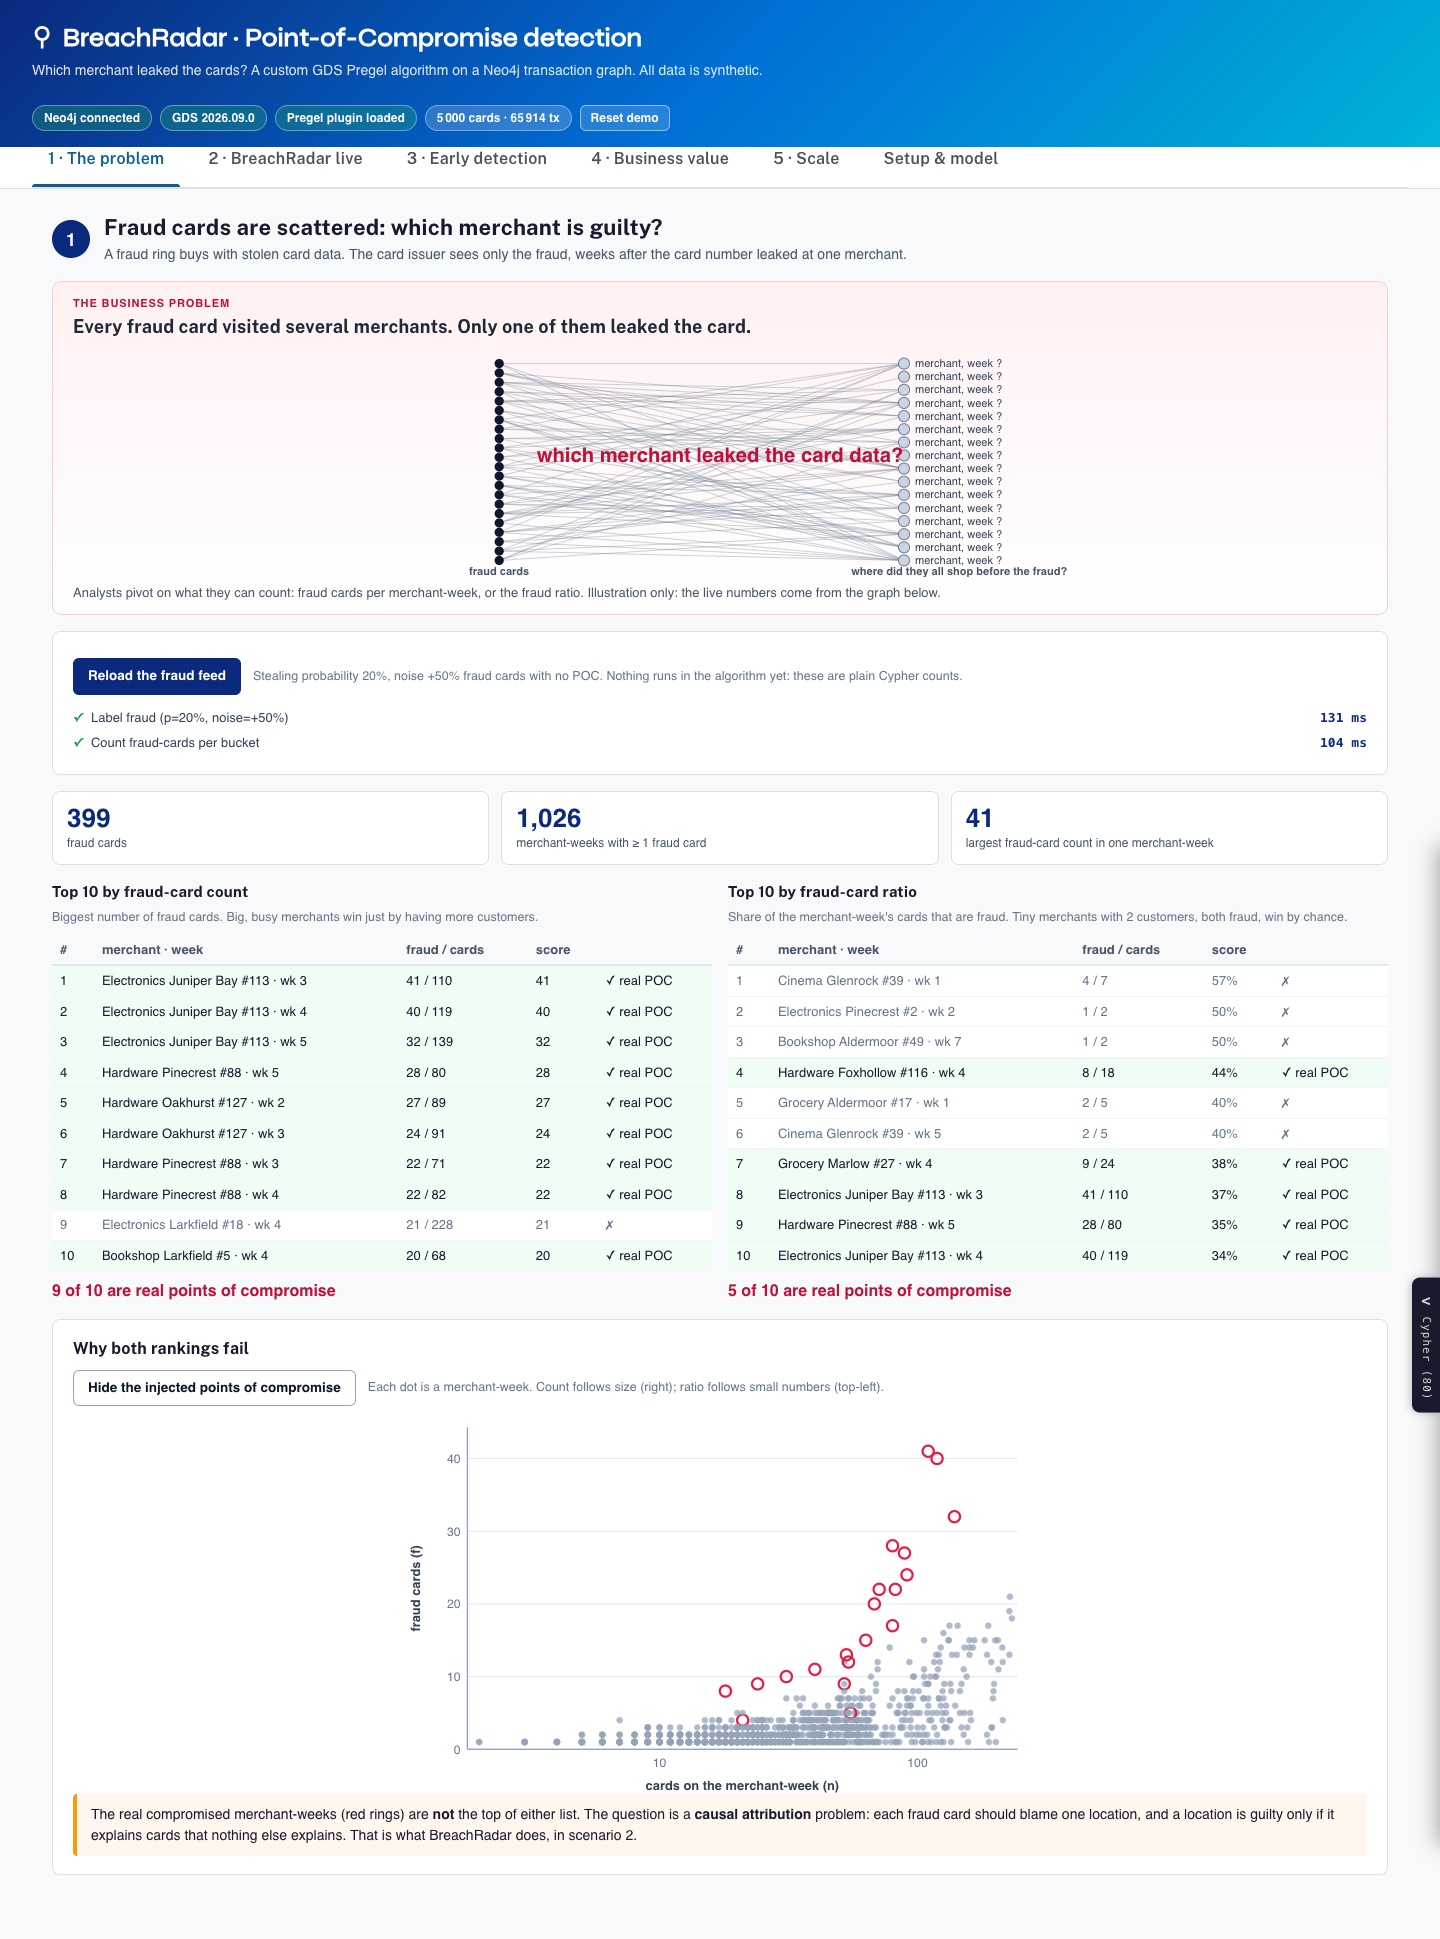 BreachRadar · Point-of-Compromise detection
Which merchant leaked the cards? A custom GDS Pregel algorithm on a Neo4j transaction graph. All data is synthetic.
Neo4j connected GDS 2026.09.0 Pregel plugin loaded 5 000 cards · 65 914 tx Reset demo
1 · The problem 2 · BreachRadar live 3 · Early detection 4 · Business value 5 · Scale Setup & model
1
Fraud cards are scattered: which merchant is guilty?
A fraud ring buys with stolen card data. The card issuer sees only the fraud, weeks after the card number leaked at one merchant.
THE BUSINESS PROBLEM
Every fraud card visited several merchants. Only one of them leaked the card.
merchant, week ?
merchant, week ?
merchant, week ?
merchant, week ?
merchant, week ?
merchant, week ?
merchant, week ?
which merchant leaked the card data? merchant, week ?
merchant, week ?
merchant, week ?
merchant, week ?
merchant, week ?
merchant, week ?
merchant, week ?
merchant, week ?
merchant, week ?
fraud cards where did they all shop before the fraud?
Analysts pivot on what they can count: fraud cards per merchant-week, or the fraud ratio. Illustration only: the live numbers come from the graph below.
Reload the fraud feed Stealing probability 20%, noise +50% fraud cards with no POC. Nothing runs in the algorithm yet: these are plain Cypher counts.
✓ Label fraud (p=20%, noise=+50%) 131 ms
✓ Count fraud-cards per bucket 104 ms
399
fraud cards
1,026
merchant-weeks with ≥ 1 fraud card
41
largest fraud-card count in one merchant-week
Top 10 by fraud-card count
Biggest number of fraud cards. Big, busy merchants win just by having more customers.
# merchant · week fraud / cards score
1 Electronics Juniper Bay #113 · wk 3 41 / 110 41 ✓ real POC
2 Electronics Juniper Bay #113 · wk 4 40 / 119 40 ✓ real POC
3 Electronics Juniper Bay #113 · wk 5 32 / 139 32 ✓ real POC
4 Hardware Pinecrest #88 · wk 5 28 / 80 28 ✓ real POC
5 Hardware Oakhurst #127 · wk 2 27 / 89 27 ✓ real POC
6 Hardware Oakhurst #127 · wk 3 24 / 91 24 ✓ real POC
7 Hardware Pinecrest #88 · wk 3 22 / 71 22 ✓ real POC
8 Hardware Pinecrest #88 · wk 4 22 / 82 22 ✓ real POC
9 Electronics Larkfield #18 · wk 4 21 / 228 21 ✗
10 Bookshop Larkfield #5 · wk 4 20 / 68 20 ✓ real POC
9 of 10 are real points of compromise
Top 10 by fraud-card ratio
Share of the merchant-week's cards that are fraud. Tiny merchants with 2 customers, both fraud, win by chance.
# merchant · week fraud / cards score
1 Cinema Glenrock #39 · wk 1 4 / 7 57% ✗
2 Electronics Pinecrest #2 · wk 2 1 / 2 50% ✗
3 Bookshop Aldermoor #49 · wk 7 1 / 2 50% ✗
4 Hardware Foxhollow #116 · wk 4 8 / 18 44% ✓ real POC
5 Grocery Aldermoor #17 · wk 1 2 / 5 40% ✗
6 Cinema Glenrock #39 · wk 5 2 / 5 40% ✗
7 Grocery Marlow #27 · wk 4 9 / 24 38% ✓ real POC
8 Electronics Juniper Bay #113 · wk 3 41 / 110 37% ✓ real POC
9 Hardware Pinecrest #88 · wk 5 28 / 80 35% ✓ real POC
10 Electronics Juniper Bay #113 · wk 4 40 / 119 34% ✓ real POC
5 of 10 are real points of compromise
Why both rankings fail
Hide the injected points of compromise Each dot is a merchant-week. Count follows size (right); ratio follows small numbers (top-left).
fraud cards (f)
40
30
20
10
0
10 100
cards on the merchant-week (n)
The real compromised merchant-weeks (red rings) are not the top of either list. The question is a causal attribution problem: each fraud card should blame one location, and a location is guilty only if it
explains cards that nothing else explains. That is what BreachRadar does, in scenario 2.
< Cypher (80)